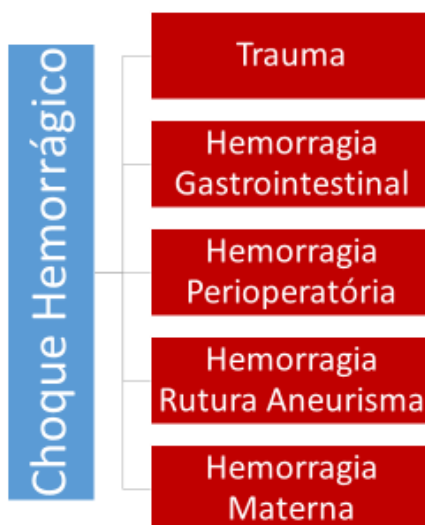 Choque Hemorrágico
Trauma
Hemorragia
Gastrointestinal
Hemorragia
Perioperatória
Hemorragia
Rutura Aneurisma
Hemorragia
Materna